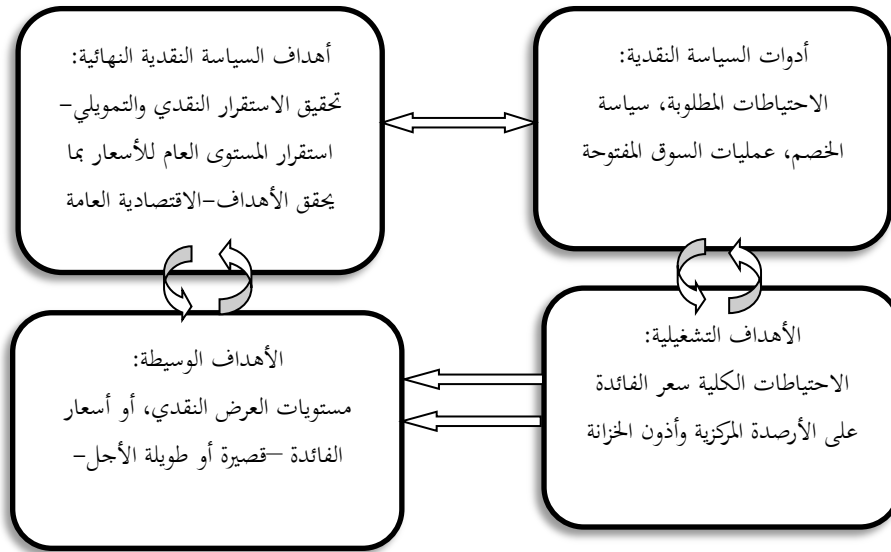 أدوات السياسة النقدية:
الاحتياطات المطلوبة، سياسة
الخصم، عمليات السوق المفتوحة
أهداف السياسة النقدية النهائية:
تحقيق الاستقرار النقدي والتمويلي-
استقرار المستوى العام للأسعار بما
يحقق الأهداف-الاقتصادية العامة
الأهداف التشغيلية:
الاحتياطات الكلية سعر الفائدة
على الأرصدة المركزية وأذون الخزانة
الأهداف الوسيطة:
مستويات العرض النقدي، أو أسعار
الفائدة –قصيرة أو طويلة الأجل-